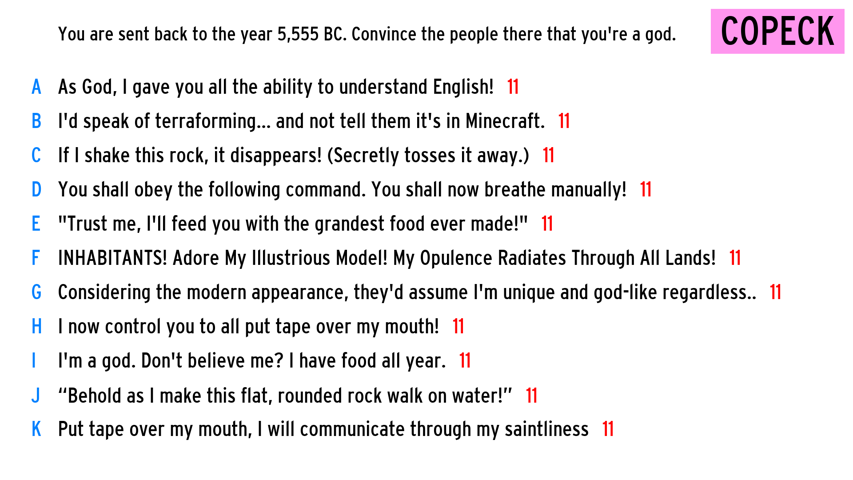 You are sent back to the year 5,555 BC. Convince the people there that you're a god.
COPECK
A As God, I gave you all the ability to understand English! 11
B I'd speak of terraforming... and not tell them it's in Minecraft. 11
C If I shake this rock, it disappears! (Secretly tosses it away.) 11
D You shall obey the following command. You shall now breathe manually! 11
E "Trust me, I'll feed you with the grandest food ever made!" 11
F INHABITANTS! Adore My Illustrious Model! My Opulence Radiates Through All Lands! 11
G Considering the modern appearance, they'd assume I'm unique and god-like regardless.. 11
H I now control you to all put tape over my mouth! 11
I I'm a god. Don't believe me? I have food all year. 11
J “Behold as I make this flat, rounded rock walk on water!” 11
K Put tape over my mouth, I will communicate through my saintliness 11